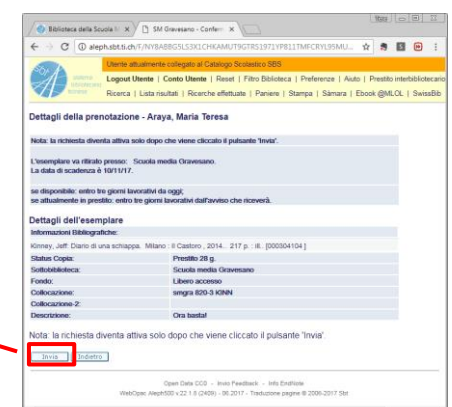 Biblioteca della Scuola
SM Gravesano - Conferm
aleph.sbt.ti.ch/F/NYBA8BG5LS3X1CHKAMUT9GTRS1971YPB11TMFCRYL95MU...
Utente attualmente collegato al Catalogo Scolastico SBS
sistema
bibliotecario
ticinese
Logout Utente | Conto Utente | Reset | Filtro Biblioteca | Preferenze | Aiuto | Prestito interbibliotecario
Ricerca | Lista risultati | Ricerche effettuate | Paniere | Stampa | Sàmara | Ebook @MLOL | SwissBib
Dettagli della prenotazione - Araya, Maria Teresa
Nota: la richiesta diventa attiva solo dopo che viene cliccato il pulsante 'Invia'.
L'esemplare va ritirato presso: Scuola media Gravesano.
La data di scadenza è 10/11/17.
se disponibile: entro tre giorni lavorativi da oggi;
se attualmente in prestito: entro tre giorni lavorativi dall'avviso che riceverà.
Dettagli dell'esemplare
Informazioni Bibliografiche:
Kinney, Jeff: Diario di una schiappa. Milano : Il Castoro , 2014.. 217 p. : ill.. [000304104 ]
Status Copia: Prestito 28 g.
Sottobiblioteca: Scuola media Gravesano
Fondo: Libero accesso
Collocazione: smgra 820-3 KINN
Collocazione-2:
Descrizione: Ora basta!
Nota: la richiesta diventa attiva solo dopo che viene cliccato il pulsante 'Invia'.
Invia Indietro
Open Data CC0 - Invio Feedback - Info EndNote
WebOpac Aleph500 v.22.1.8 (2409) - 06.2017 - Traduzione pagine © 2006-2017 Sbt